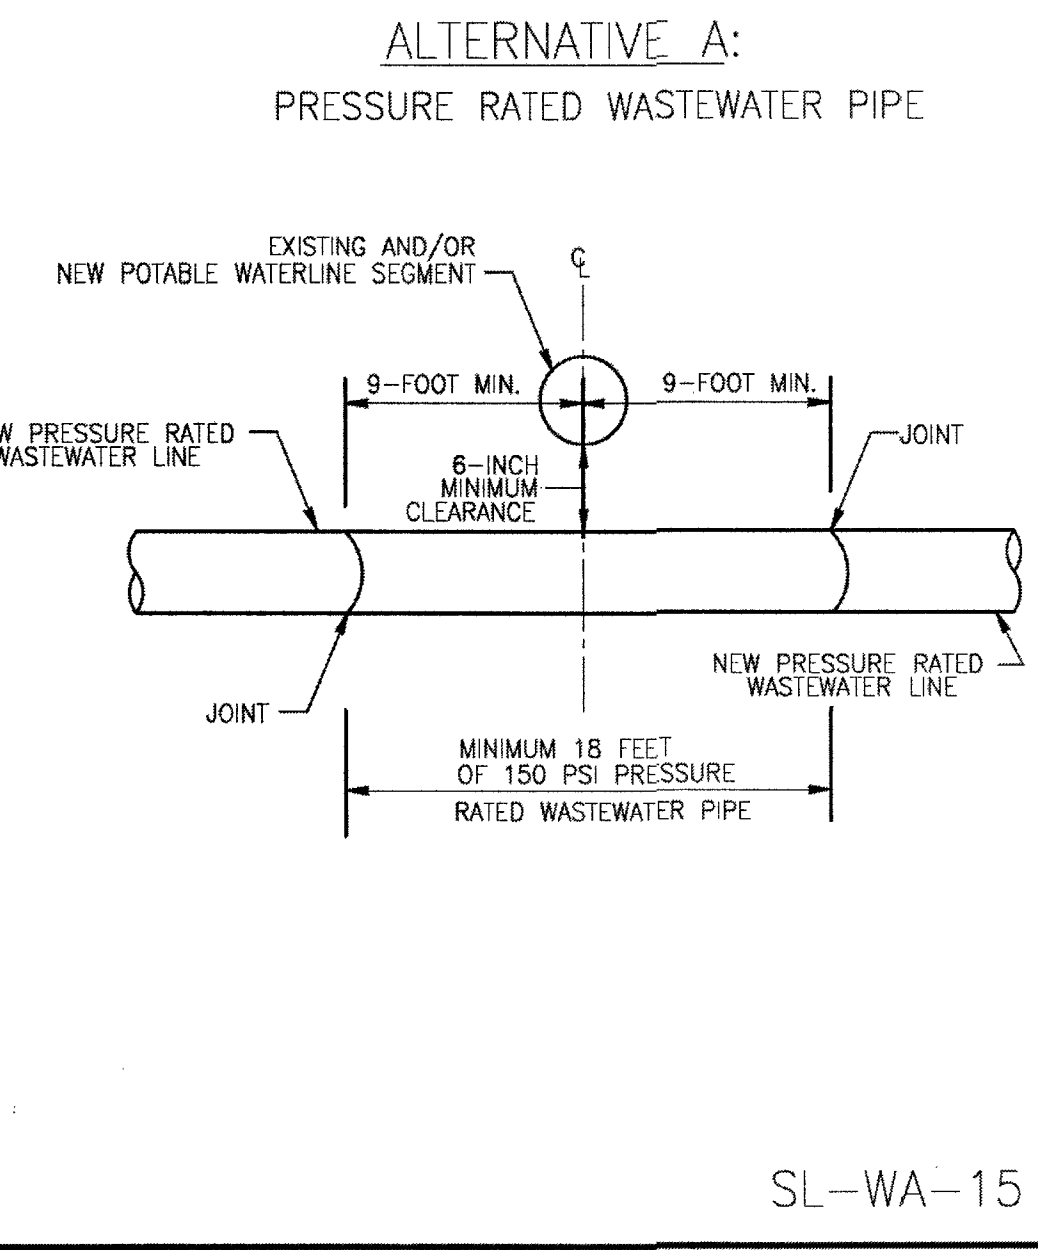 ALTERNATIVE A:
PRESSURE RATED WASTEWATER PIPE
EXISTING AND/OR
NEW POTABLE WATERLINE SEGMENT
℄
9-FOOT MIN.
9-FOOT MIN.
W PRESSURE RATED
WASTEWATER LINE
JOINT
6-INCH
MINIMUM
CLEARANCE
NEW PRESSURE RATED
WASTEWATER LINE
JOINT
MINIMUM 18 FEET
OF 150 PSI PRESSURE
RATED WASTEWATER PIPE
SL-WA-15